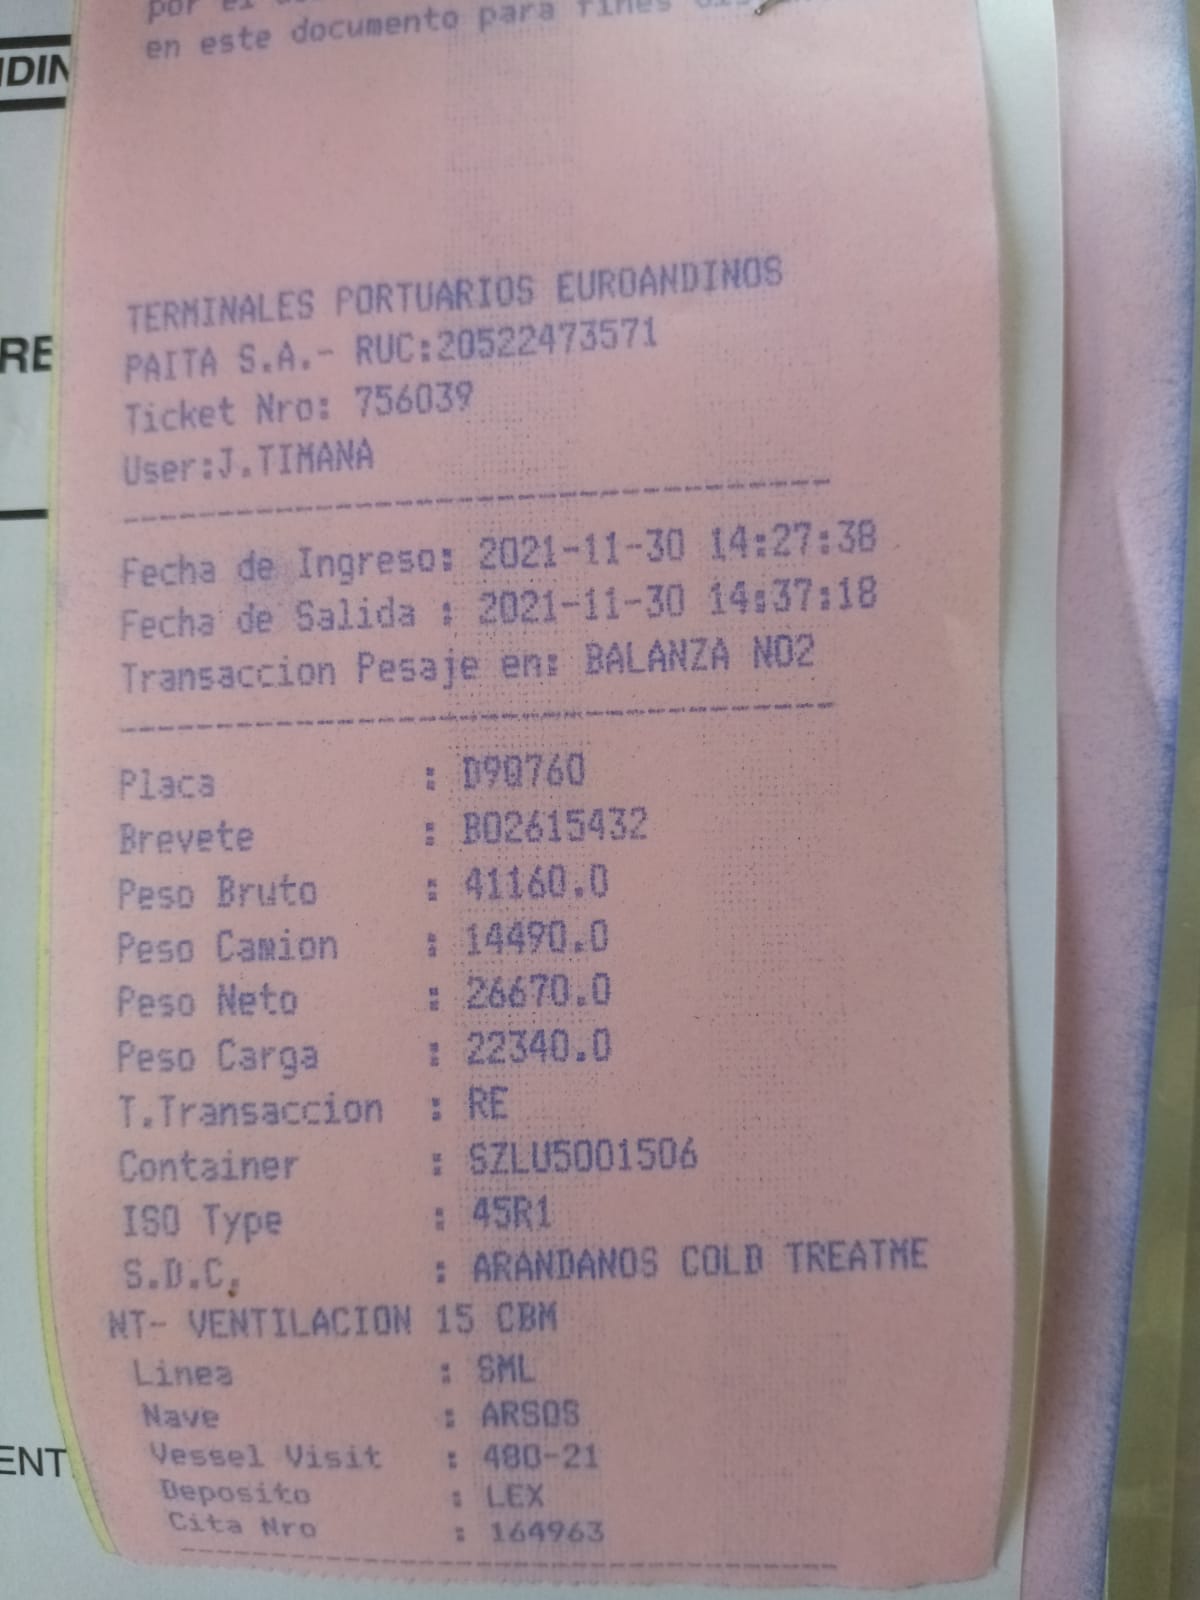 en este documento para fines
TERMINALES PORTUARIOS EUROANDINOS
PAITA S.A.- RUC:20522473571
Ticket Nro: 756039
User:J.TIMANA
------------------------------------
Fecha de Ingreso: 2021-11-30 14:27:38
Fecha de Salida : 2021-11-30 14:37:18
Transaccion Pesaje en: BALANZA NO2
------------------------------------
Placa : D9Q760
Brevete : B02615432
Peso Bruto : 41160.0
Peso Camion : 14490.0
Peso Neto : 26670.0
Peso Carga : 22340.0
T.Transaccion : RE
Container : SZLU5001506
ISO Type : 45R1
S.D.C. : ARANDANOS COLD TREATME
NT- VENTILACION 15 CBM
Linea : SML
Nave : ARSOS
Vessel Visit : 480-21
Deposito : LEX
Cita Nro : 164963
------------------------------------